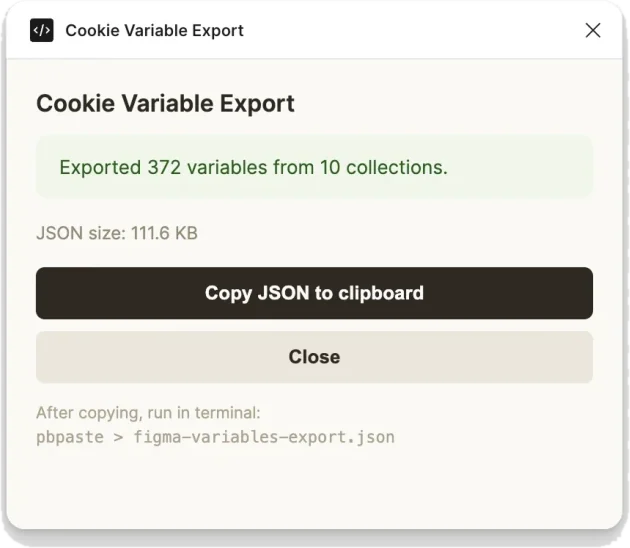 </> Cookie Variable Export
Cookie Variable Export
Exported 372 variables from 10 collections.
JSON size: 111.6 KB
Copy JSON to clipboard
Close
After copying, run in terminal:
pbpaste > figma-variables-export.json